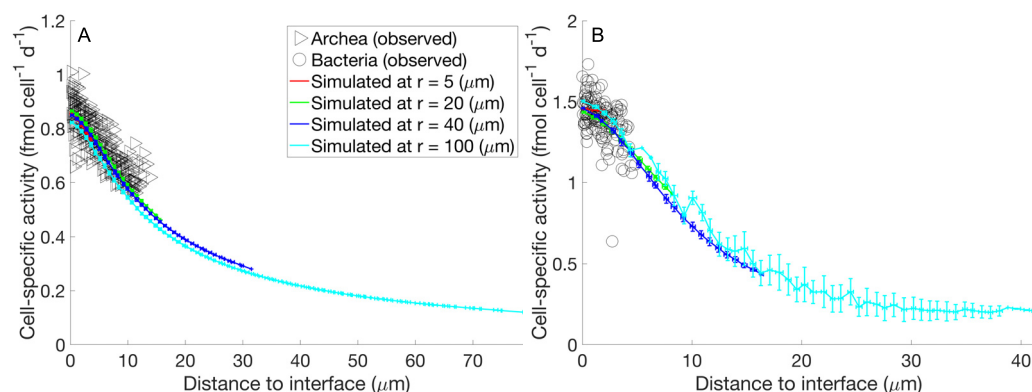 A
1.2
1
0.8
0.6
0.4
0.2
0
0 10 20 30 40 50 60 70
Distance to interface (μm)
Cell-specific activity (fmol cell⁻¹ d⁻¹)
Archea (observed)
Bacteria (observed)
Simulated at r = 5 (μm)
Simulated at r = 20 (μm)
Simulated at r = 40 (μm)
Simulated at r = 100 (μm)
B
2
1.5
1
0.5
0
0 10 20 30 40
Distance to interface (μm)
Cell-specific activity (fmol cell⁻¹ d⁻¹)